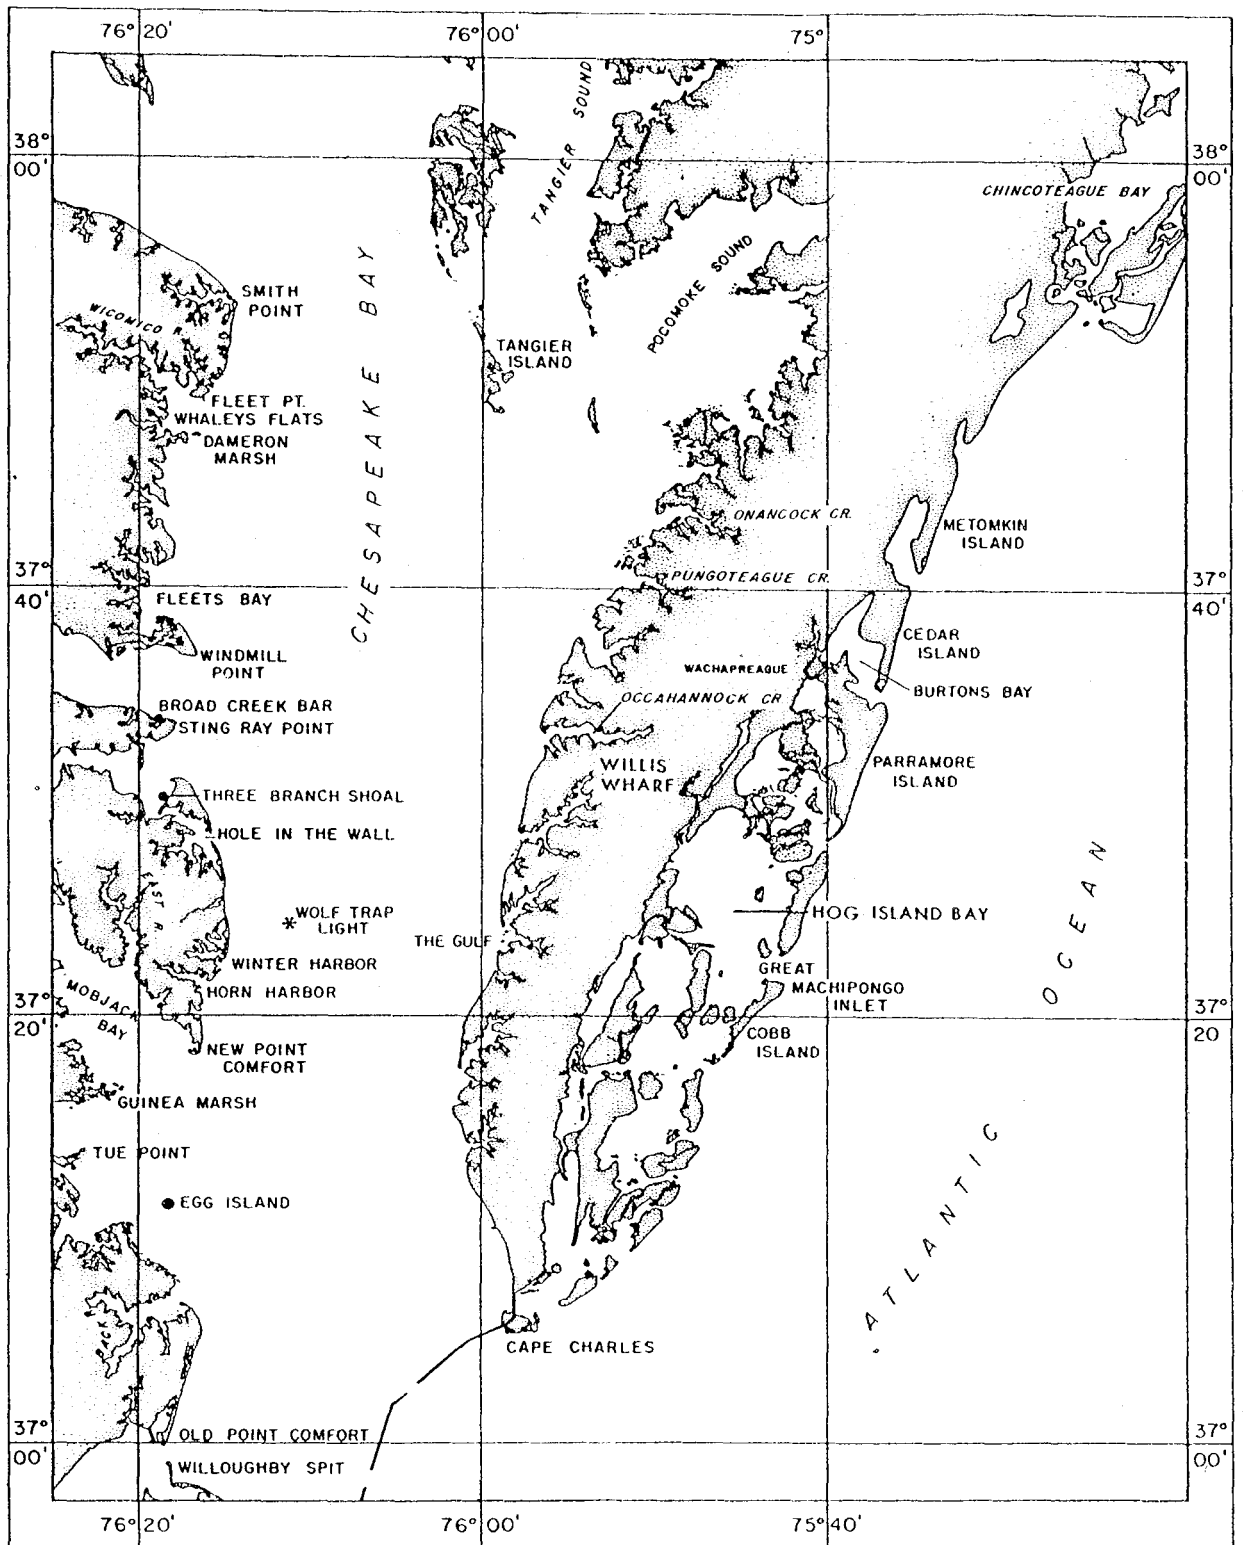 76°20'
76°00'
75°
38°
00'
38°
00'
TANGIER SOUND
CHINCOTEAGUE BAY
CHESAPEAKE BAY
SMITH
POINT
WICOMICO R.
POCOMOKE SOUND
TANGIER
ISLAND
FLEET PT.
WHALEYS FLATS
DAMERON
MARSH
ONANCOCK CR.
METOMKIN
ISLAND
37°
40'
PUNGOTEAGUE CR.
37°
40'
FLEETS BAY
CEDAR
ISLAND
WINDMILL
POINT
WACHAPREAGUE
BURTONS BAY
OCCAHANNOCK CR.
BROAD CREEK BAR
STING RAY POINT
WILLIS
WHARF
PARRAMORE
ISLAND
THREE BRANCH SHOAL
HOLE IN THE WALL
EAST R.
WOLF TRAP
LIGHT
HOG ISLAND BAY
THE GULF
WINTER HARBOR
GREAT
MACHIPONGO
INLET
HORN HARBOR
MOBJACK
BAY
37°
20'
37°
20
COBB
ISLAND
NEW POINT
COMFORT
GUINEA MARSH
TUE POINT
EGG ISLAND
ATLANTIC OCEAN
BACK R.
CAPE CHARLES
OLD POINT COMFORT
37°
00'
37°
00'
WILLOUGHBY SPIT
76°20'
76°00'
75°40'